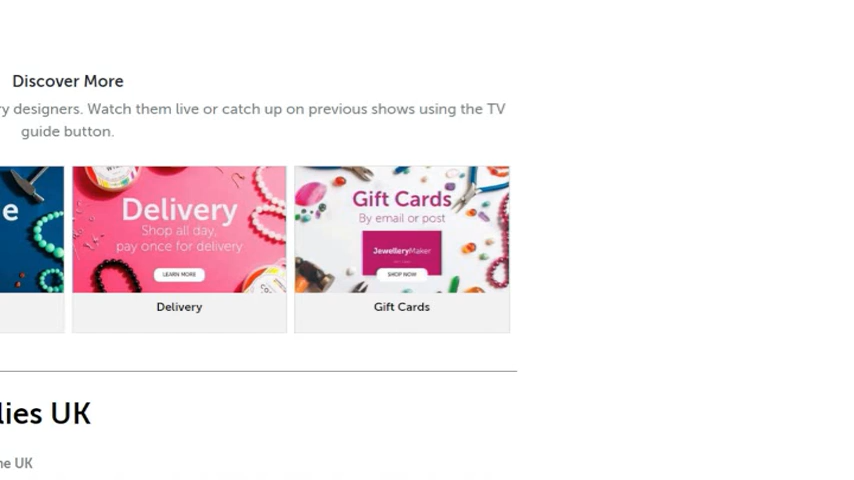 Discover More
designers. Watch them live or catch up on previous shows using the TV
guide button.
e
Delivery
Shop all day,
pay once for delivery
LEARN MORE
Delivery
Gift Cards
By email or post
JewelleryMaker
SHOP NOW
Gift Cards
lies UK
UK